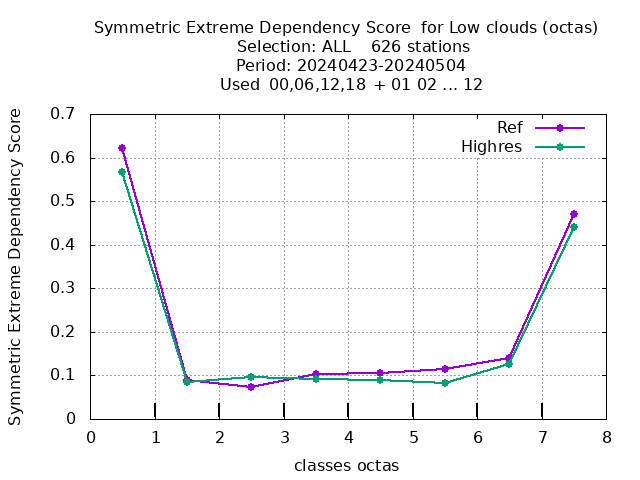 Symmetric Extreme Dependency Score  for Low clouds (octas)
Selection: ALL    626 stations
Period: 20240423-20240504
Used  00,06,12,18  + 01 02 ... 12
Symmetric Extreme Dependency Score
0.7
0.6
0.5
0.4
0.3
0.2
0.1
0
Ref
Highres
0 1 2 3 4 5 6 7 8
classes octas